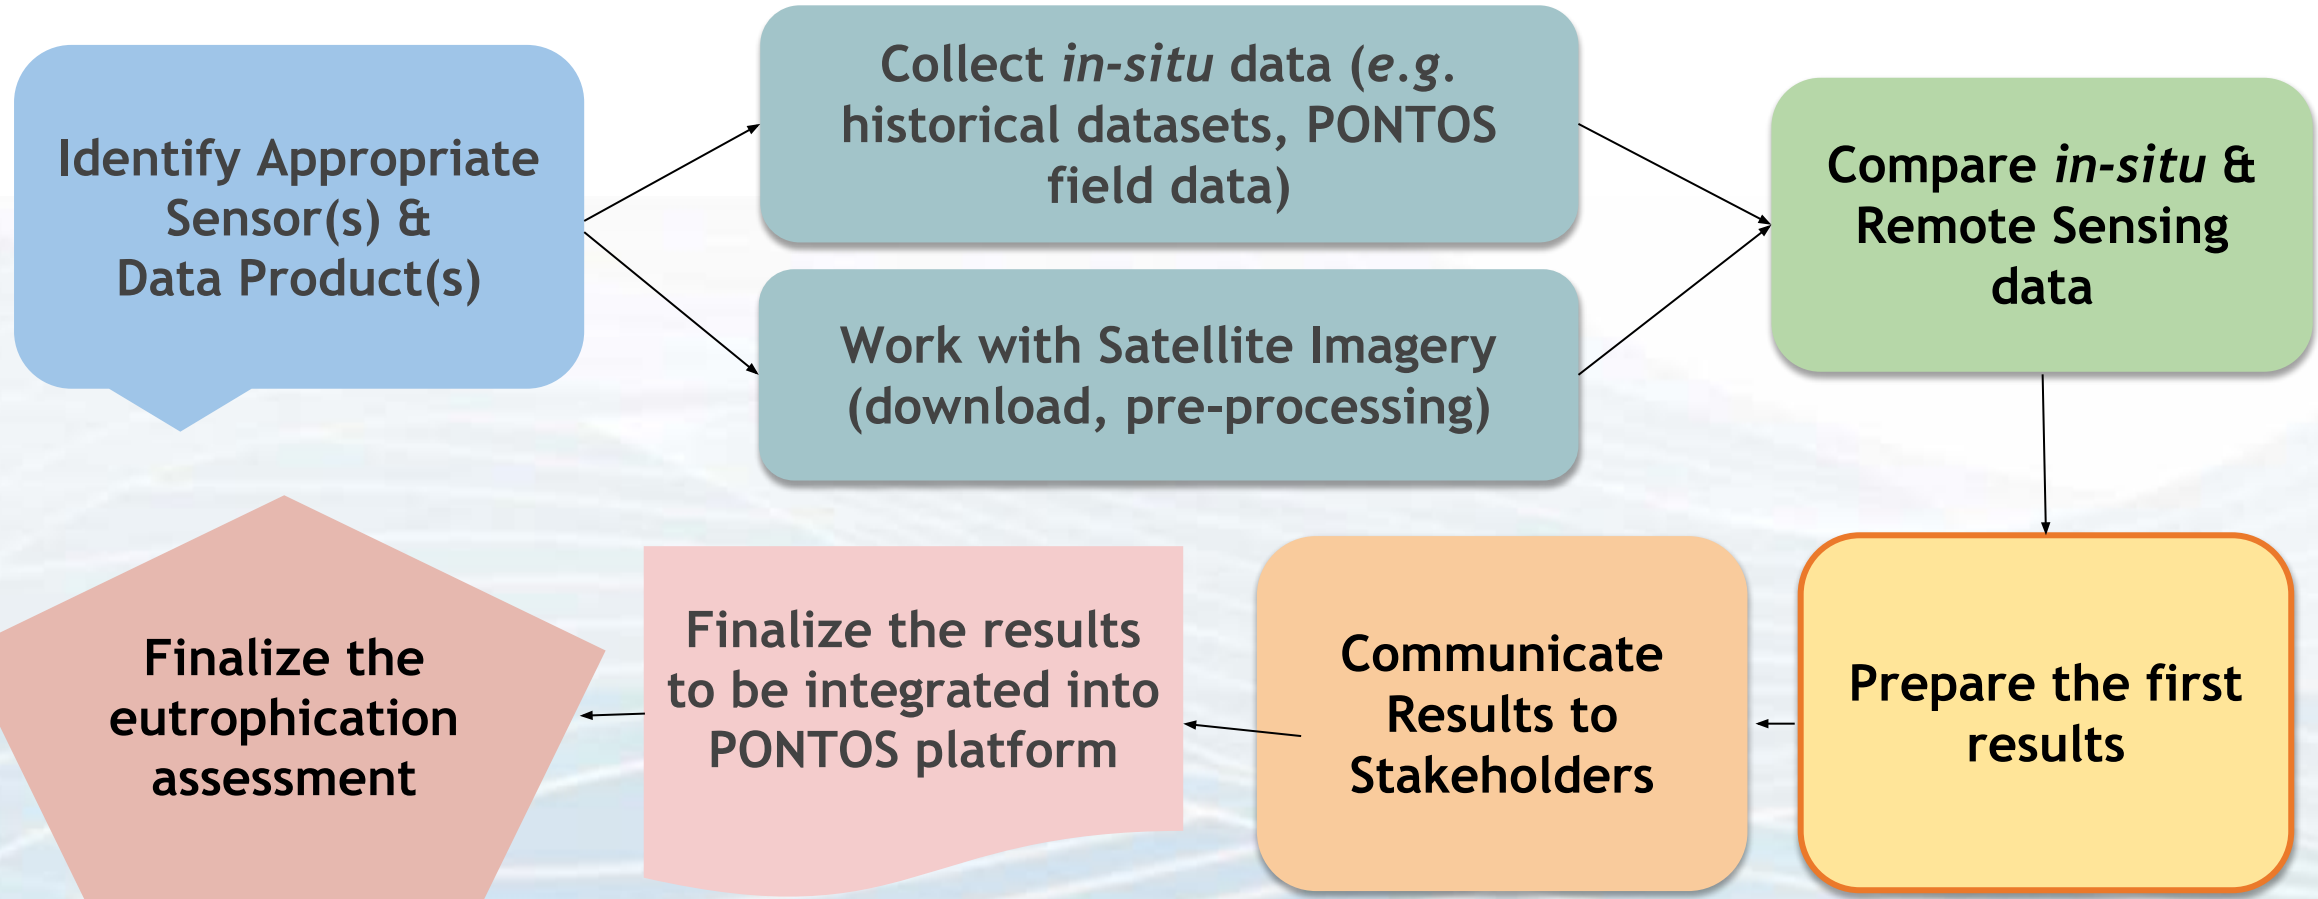 Identify Appropriate
Sensor(s) &
Data Product(s)
Collect in-situ data (e.g.
historical datasets, PONTOS
field data)
Work with Satellite Imagery
(download, pre-processing)
Compare in-situ &
Remote Sensing
data
Prepare the first
results
Communicate
Results to
Stakeholders
Finalize the results
to be integrated into
PONTOS platform
Finalize the
eutrophication
assessment